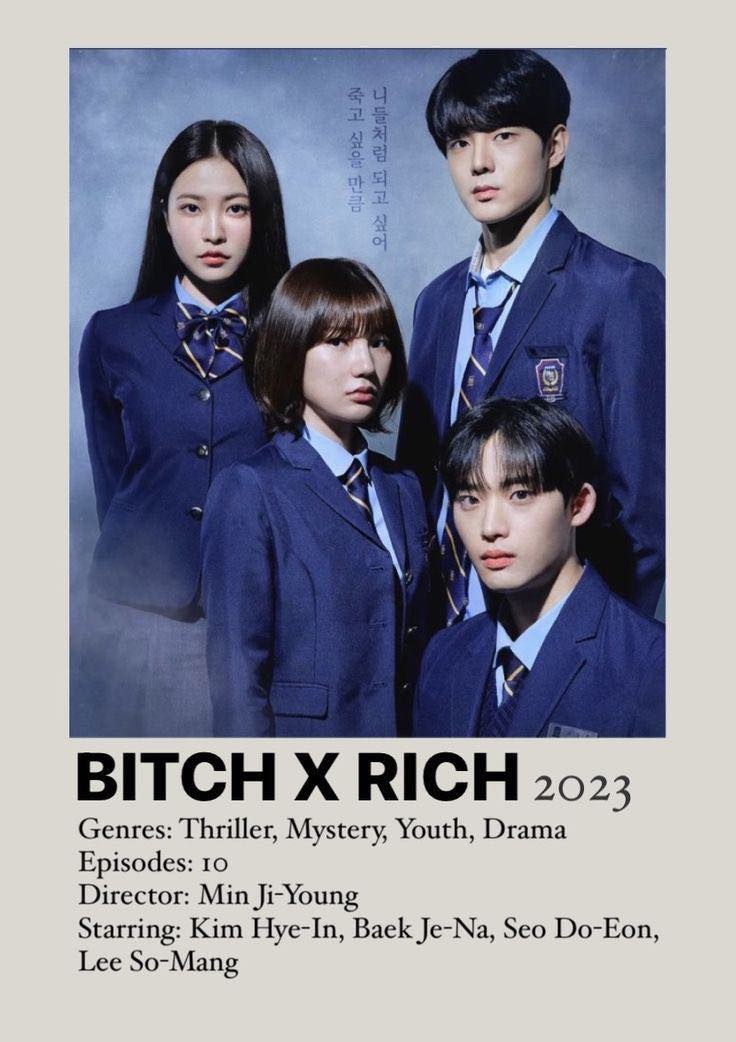 니들처럼 되고 싶어
죽고 싶을 만큼
BITCH X RICH 2023
Genres: Thriller, Mystery, Youth, Drama
Episodes: 10
Director: Min Ji-Young
Starring: Kim Hye-In, Baek Je-Na, Seo Do-Eon,
Lee So-Mang